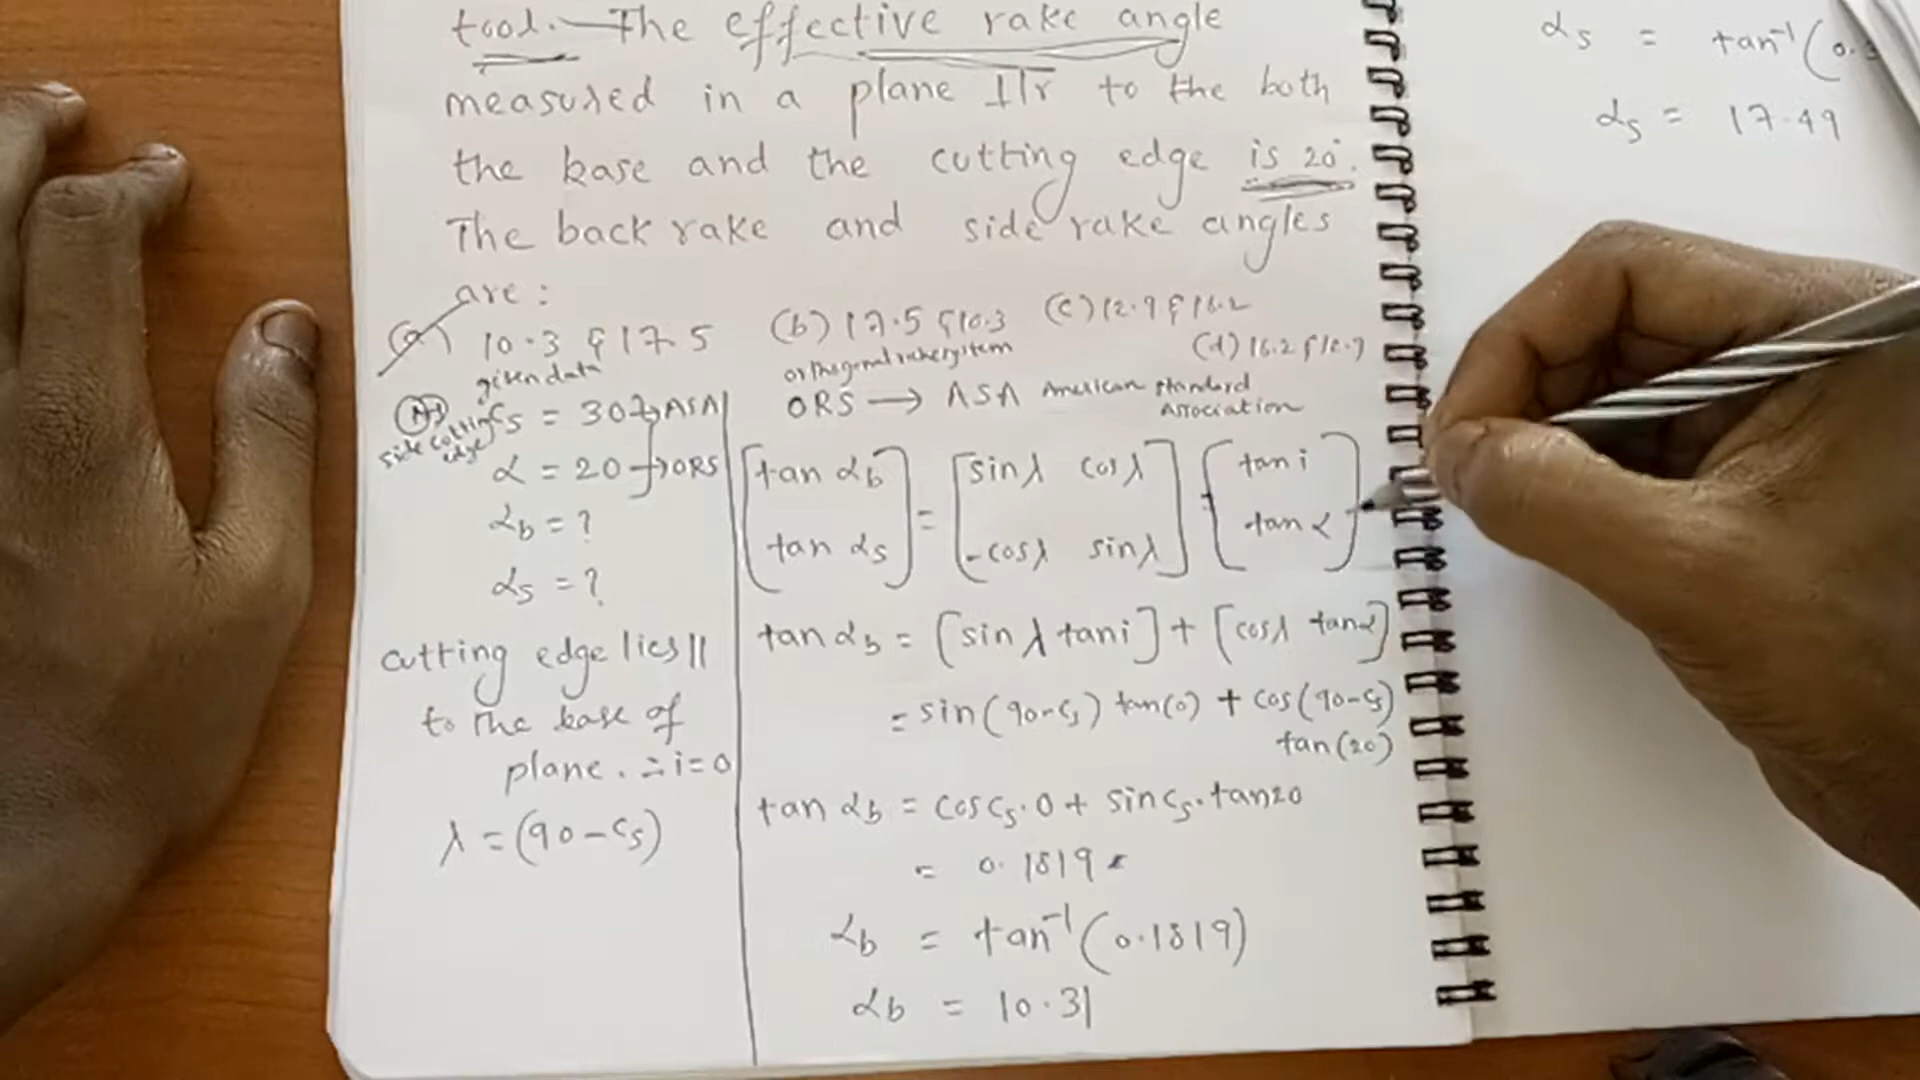 tool. The effective rake angle
measured in a plane ⊥lr to the both
the base and the cutting edge is 20°.
The back rake and side rake angles
are :
(a) 10.3 & 17.5 (b) 17.5 & 10.3 (c) 12.9 & 16.2
(d) 16.2 & 12.9
given data
side cutting edge
Cs = 30 → ASA
α = 20 → ORS
αb = ?
αs = ?
cutting edge lies ||
to the base of
plane. ∴ i = 0
λ = (90 - Cs)
orthogonal rake system
ORS → ASA American standard
Association
[tan αb] = [sin λ cos λ] [tan i]
[tan αs] [-cos λ sin λ] [tan α]
tan αb = [sin λ tan i] + [cos λ tan α]
= sin(90-Cs) tan(0) + cos(90-Cs)
tan(20)
tan αb = cos Cs . 0 + sin Cs . tan 20
= 0.1819
αb = tan⁻¹(0.1819)
αb = 10.31
αs = tan⁻¹(0.3
αs = 17.49